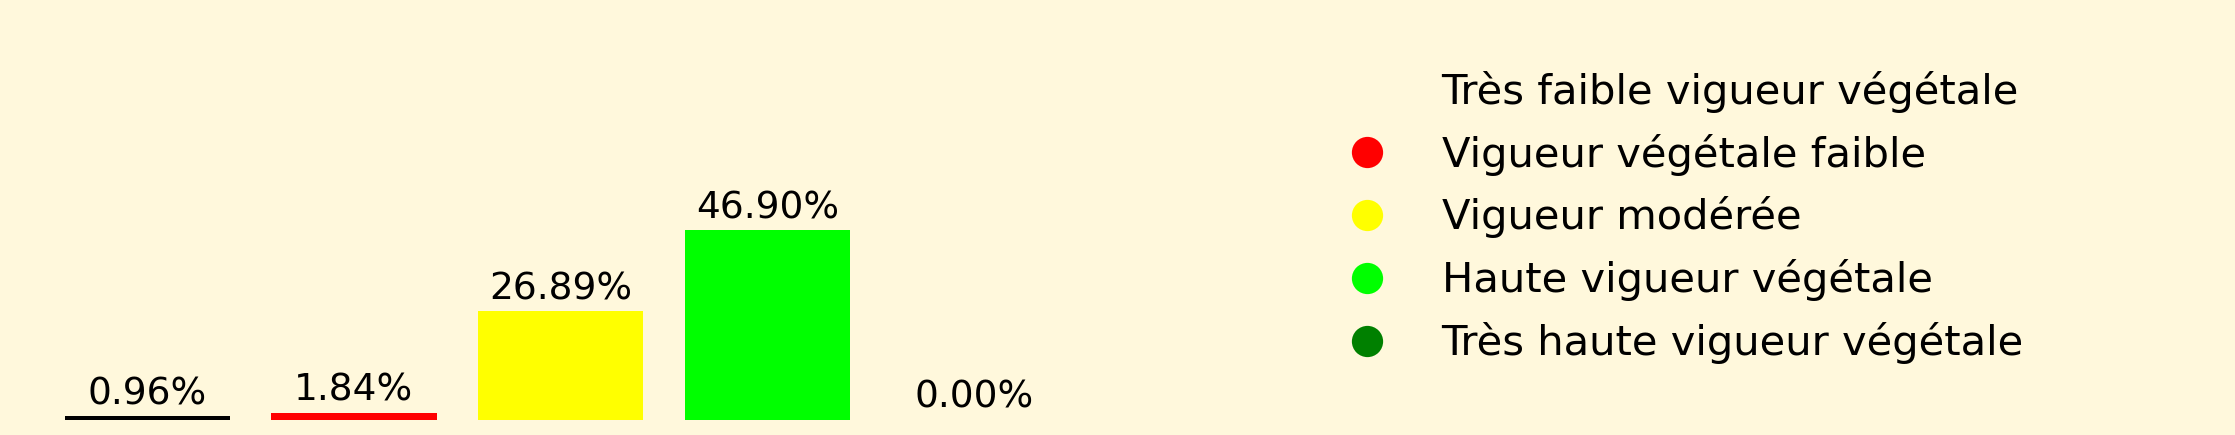 0.96%
1.84%
26.89%
46.90%
0.00%
Très faible vigueur végétale
Vigueur végétale faible
Vigueur modérée
Haute vigueur végétale
Très haute vigueur végétale